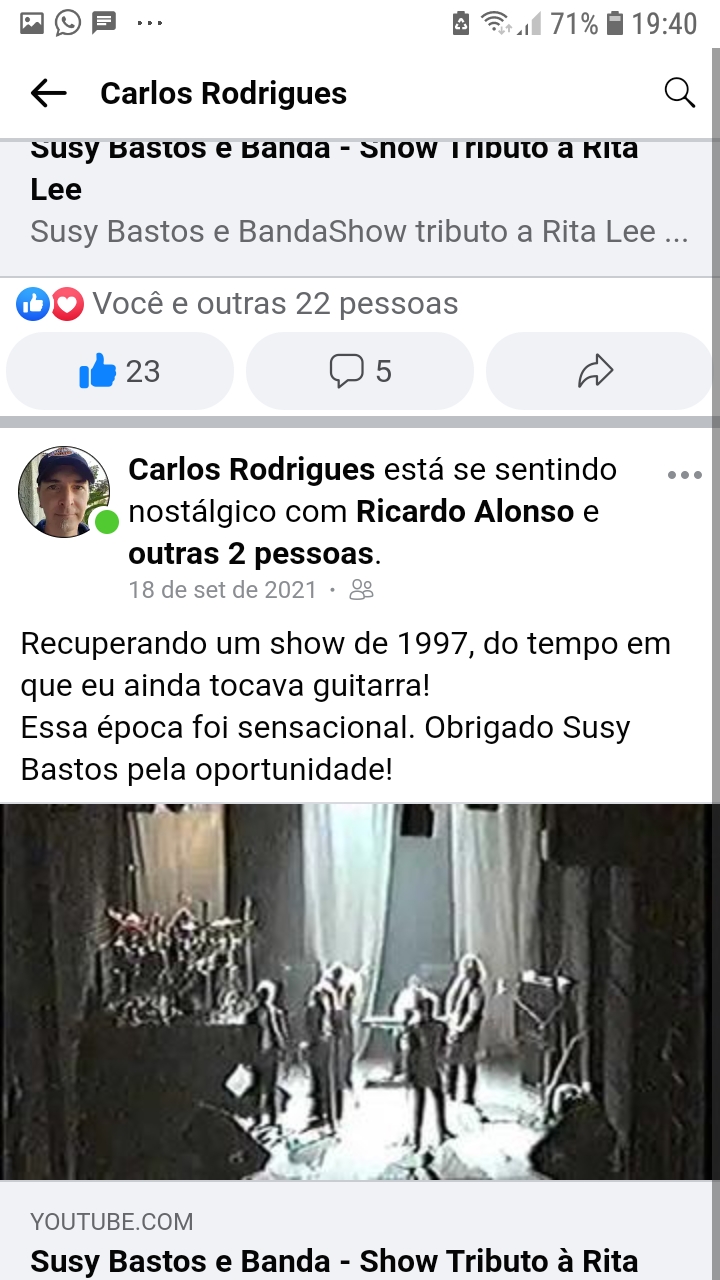 71% 19:40
Carlos Rodrigues
Susy Bastos e Banda - Show Tributo a Rita
Lee
Susy Bastos e BandaShow tributo a Rita Lee ...
Você e outras 22 pessoas
23 5
Carlos Rodrigues está se sentindo
nostálgico com Ricardo Alonso e
outras 2 pessoas.
18 de set de 2021 ·
Recuperando um show de 1997, do tempo em
que eu ainda tocava guitarra!
Essa época foi sensacional. Obrigado Susy
Bastos pela oportunidade!
YOUTUBE.COM
Susy Bastos e Banda - Show Tributo à Rita